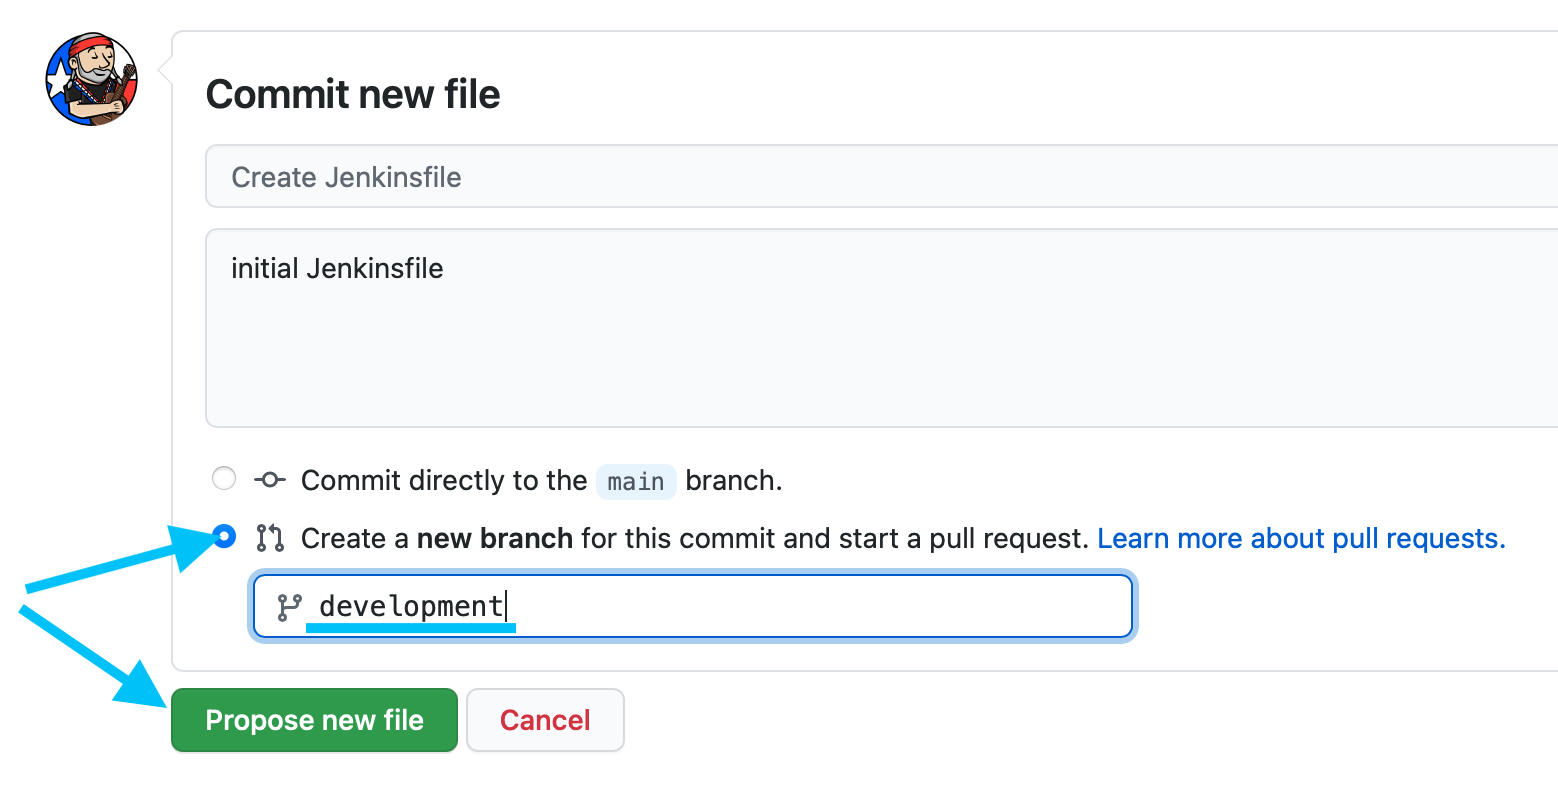 Commit new file
Create Jenkinsfile
initial Jenkinsfile
Commit directly to the main branch.
Create a new branch for this commit and start a pull request. Learn more about pull requests.
development
Propose new file Cancel